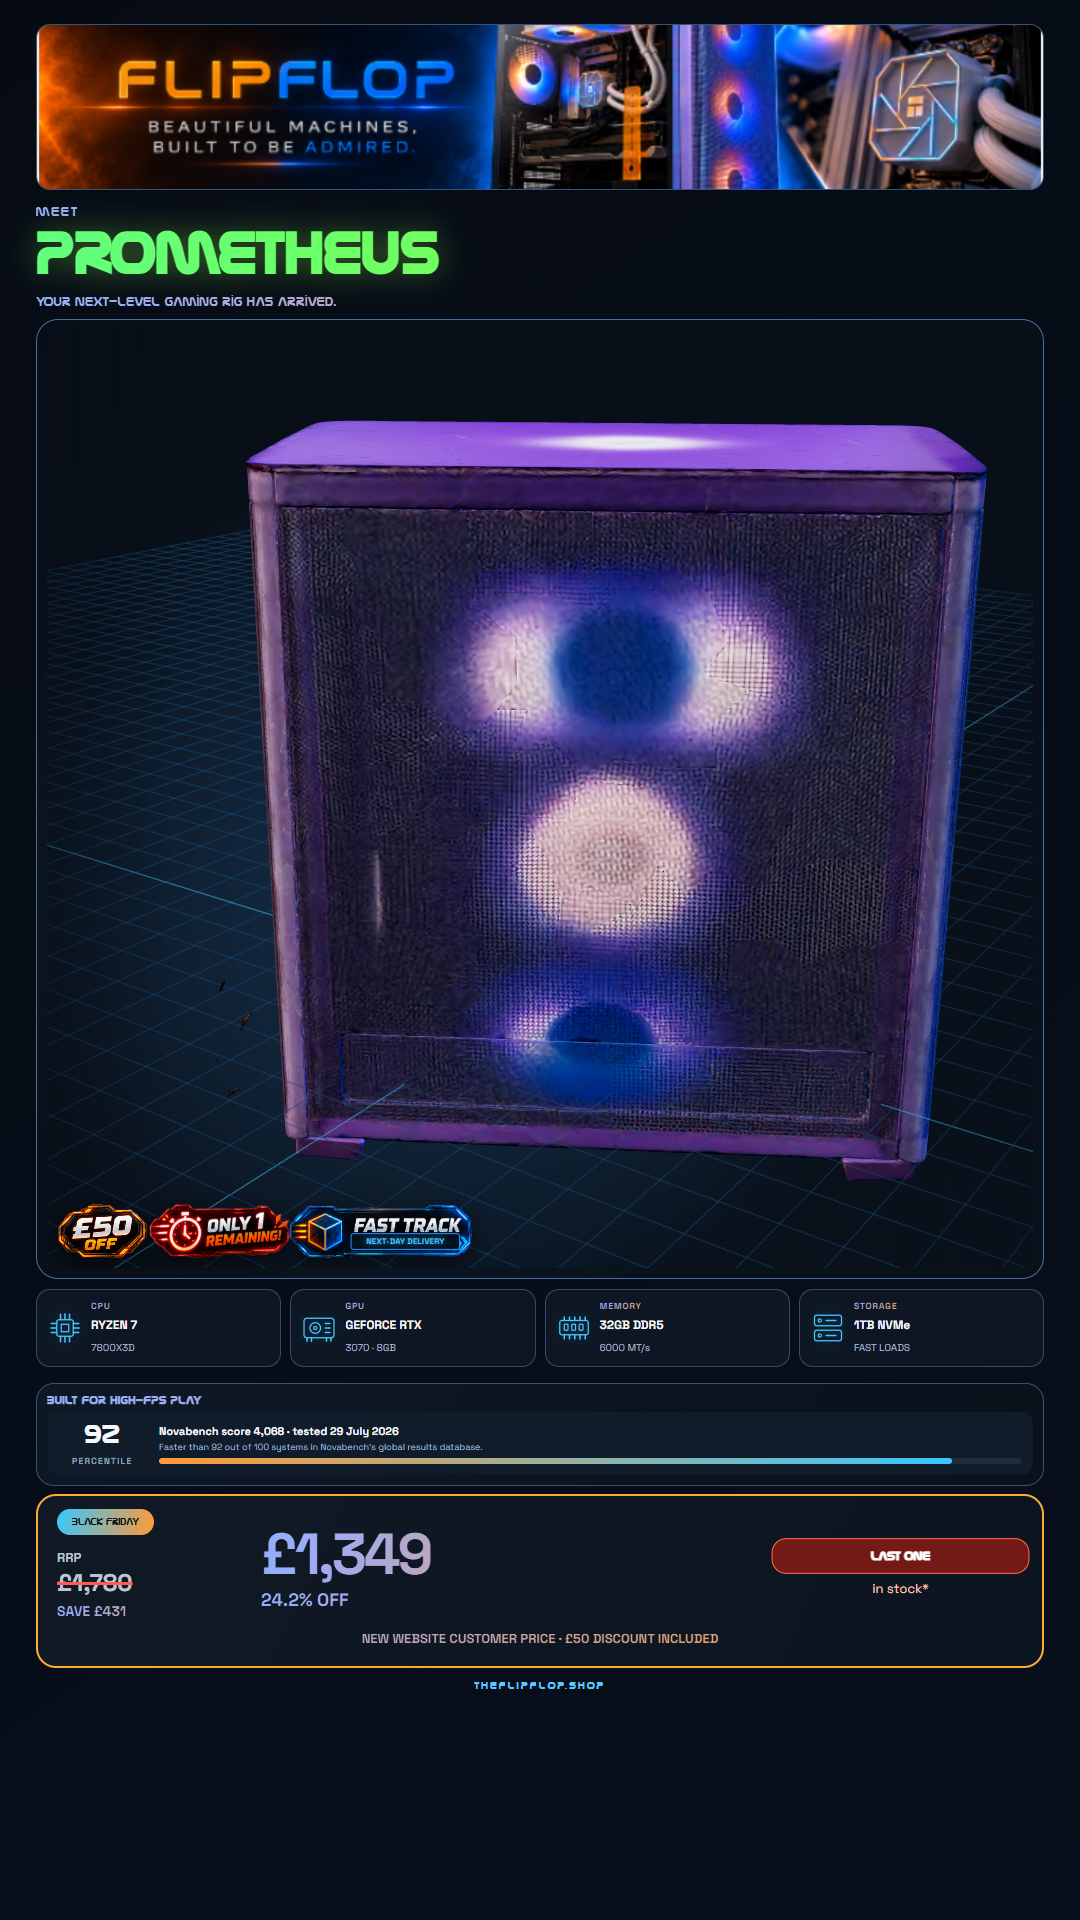 FLIPFLOP
BEAUTIFUL MACHINES,
BUILT TO BE ADMIRED.
MEET
PROMETHEUS
YOUR NEXT-LEVEL GAMING RIG HAS ARRIVED.
£50
OFF
ONLY 1
REMAINING!
FAST TRACK
NEXT-DAY DELIVERY
CPU
RYZEN 7
7800X3D
GPU
GEFORCE RTX
3070 · 8GB
MEMORY
32GB DDR5
6000 MT/s
STORAGE
1TB NVMe
FAST LOADS
BUILT FOR HIGH-FPS PLAY
92
PERCENTILE
Novabench score 4,068 · tested 29 July 2026
Faster than 92 out of 100 systems in Novabench's global results database.
BLACK FRIDAY
RRP
£1,780
SAVE £431
£1,349
24.2% OFF
LAST ONE
in stock*
NEW WEBSITE CUSTOMER PRICE · £50 DISCOUNT INCLUDED
THEFLIPFLOP.SHOP